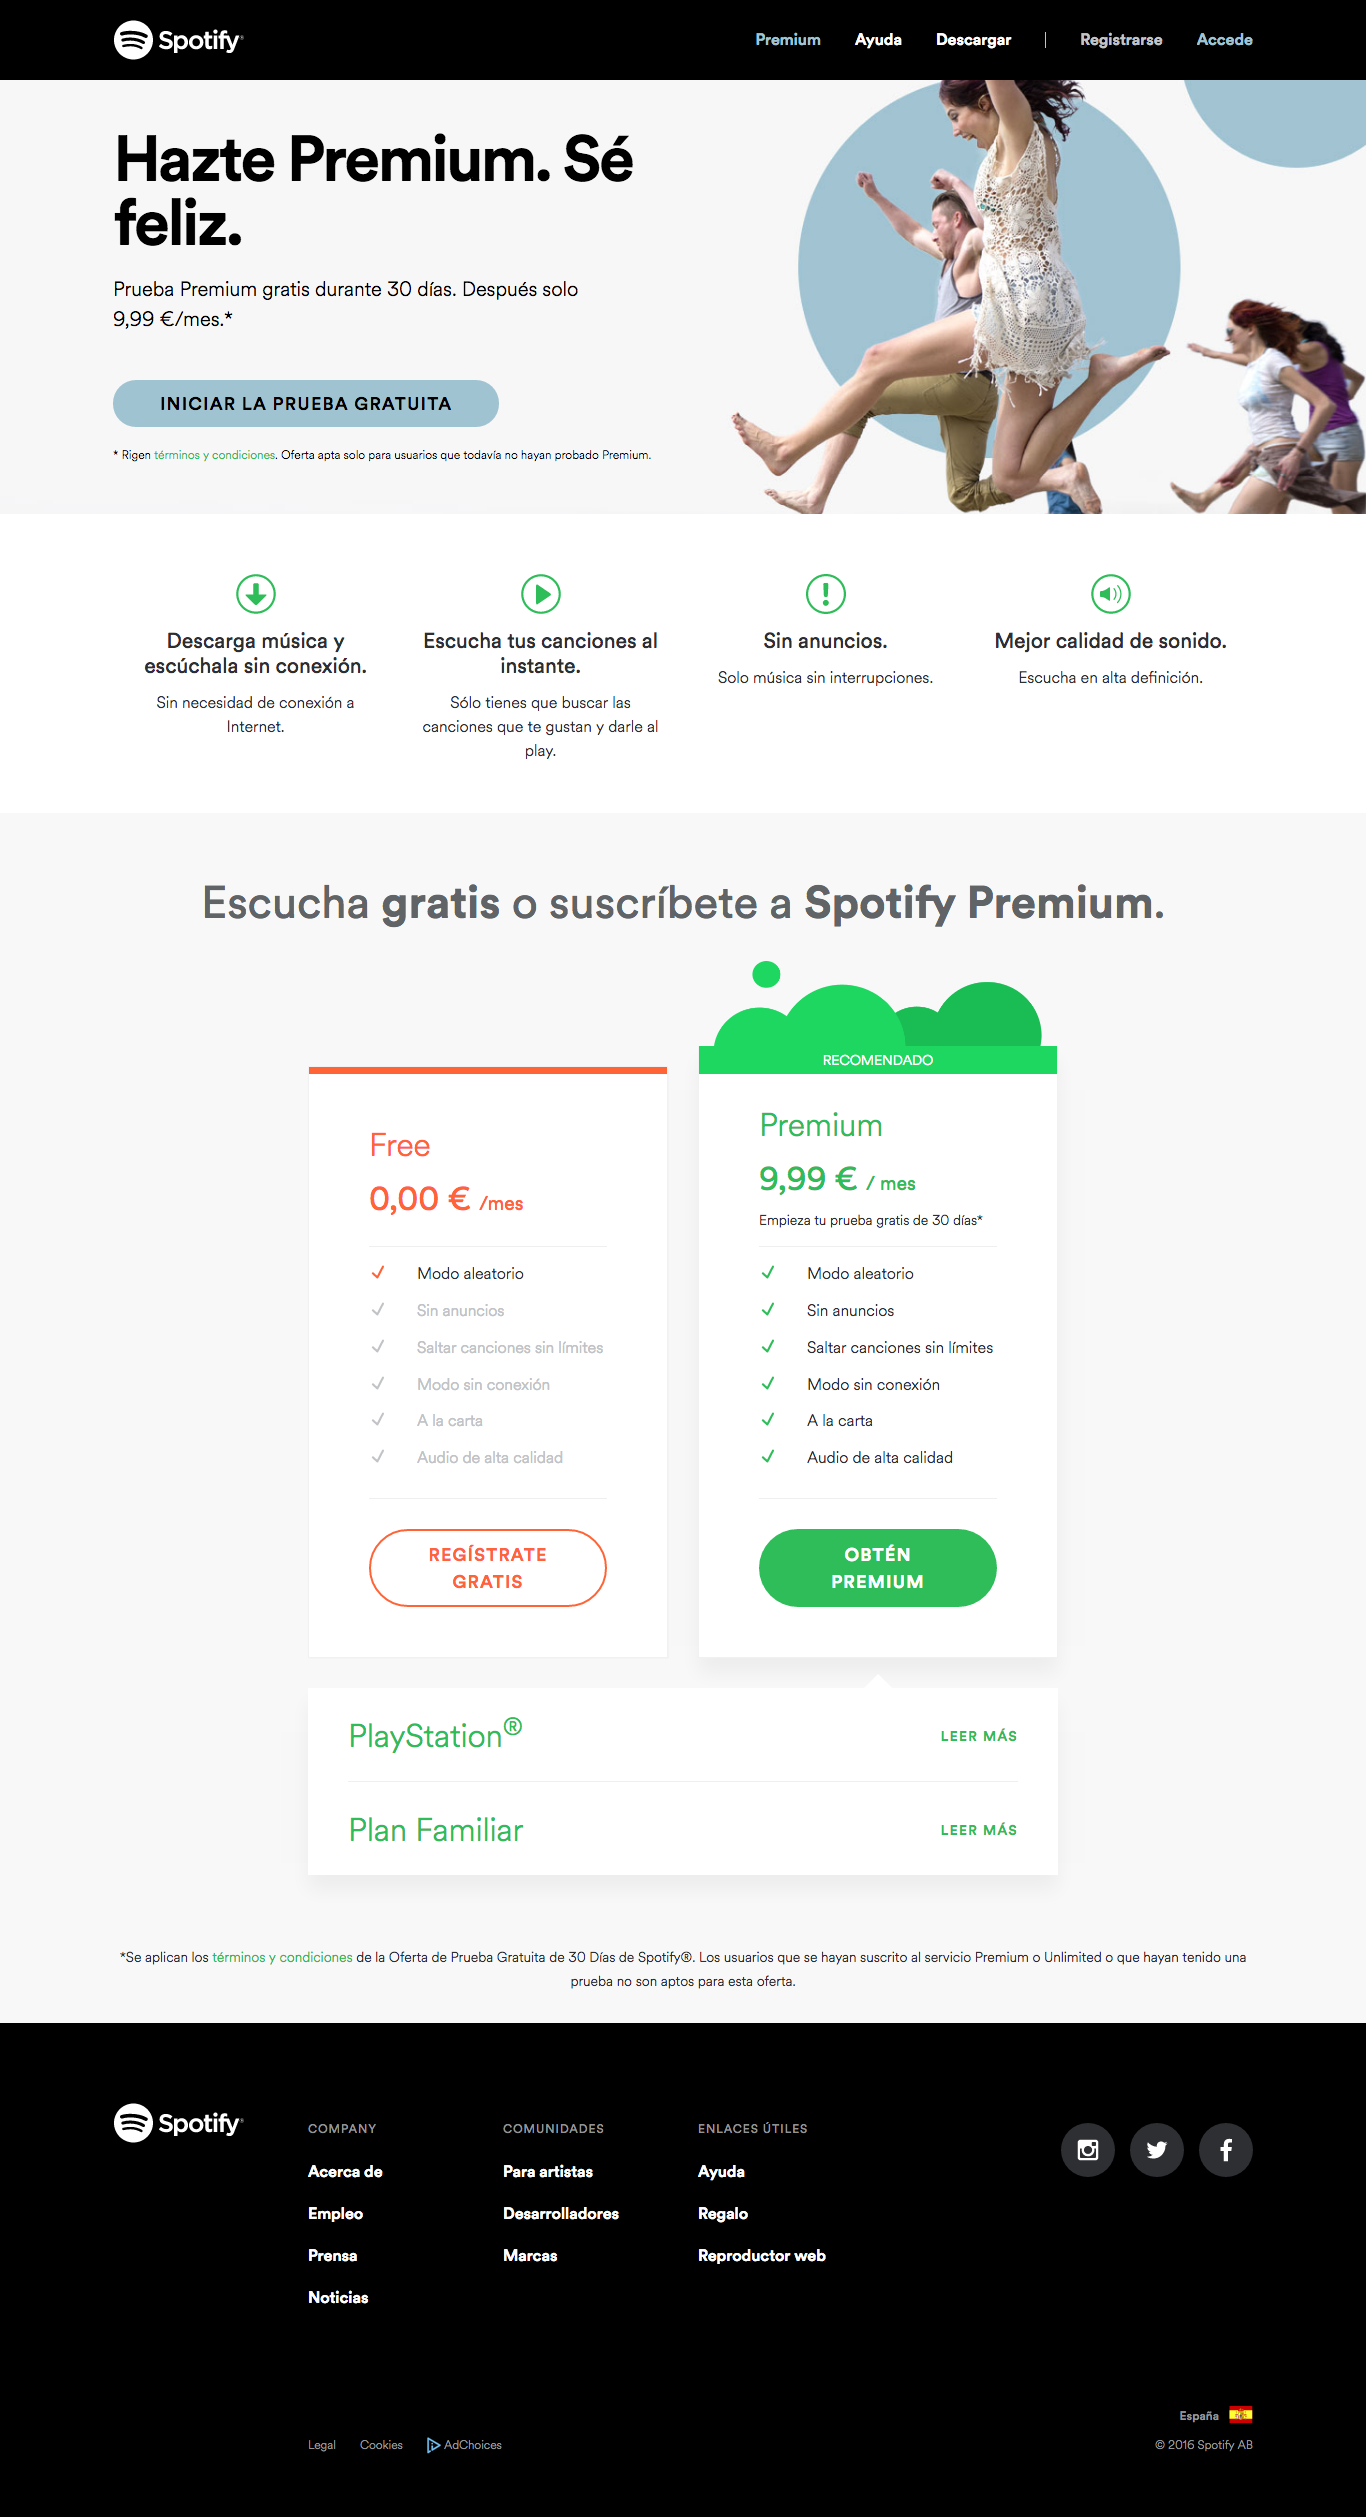 Spotify®
Premium Ayuda Descargar | Registrarse Accede
Hazte Premium. Sé
feliz.
Prueba Premium gratis durante 30 días. Después solo
9,99 €/mes.*
INICIAR LA PRUEBA GRATUITA
* Rigen términos y condiciones. Oferta apta solo para usuarios que todavía no hayan probado Premium.
Descarga música y
escúchala sin conexión.
Sin necesidad de conexión a
Internet.
Escucha tus canciones al
instante.
Sólo tienes que buscar las
canciones que te gustan y darle al
play.
Sin anuncios.
Solo música sin interrupciones.
Mejor calidad de sonido.
Escucha en alta definición.
Escucha gratis o suscríbete a Spotify Premium.
Free
0,00 € /mes
Modo aleatorio
Sin anuncios
Saltar canciones sin límites
Modo sin conexión
A la carta
Audio de alta calidad
REGÍSTRATE
GRATIS
RECOMENDADO
Premium
9,99 € / mes
Empieza tu prueba gratis de 30 días*
Modo aleatorio
Sin anuncios
Saltar canciones sin límites
Modo sin conexión
A la carta
Audio de alta calidad
OBTÉN
PREMIUM
PlayStation® LEER MÁS
Plan Familiar LEER MÁS
*Se aplican los términos y condiciones de la Oferta de Prueba Gratuita de 30 Días de Spotify®. Los usuarios que se hayan suscrito al servicio Premium o Unlimited o que hayan tenido una
prueba no son aptos para esta oferta.
Spotify®
COMPANY
Acerca de
Empleo
Prensa
Noticias
COMUNIDADES
Para artistas
Desarrolladores
Marcas
ENLACES ÚTILES
Ayuda
Regalo
Reproductor web
España
Legal Cookies AdChoices
© 2016 Spotify AB